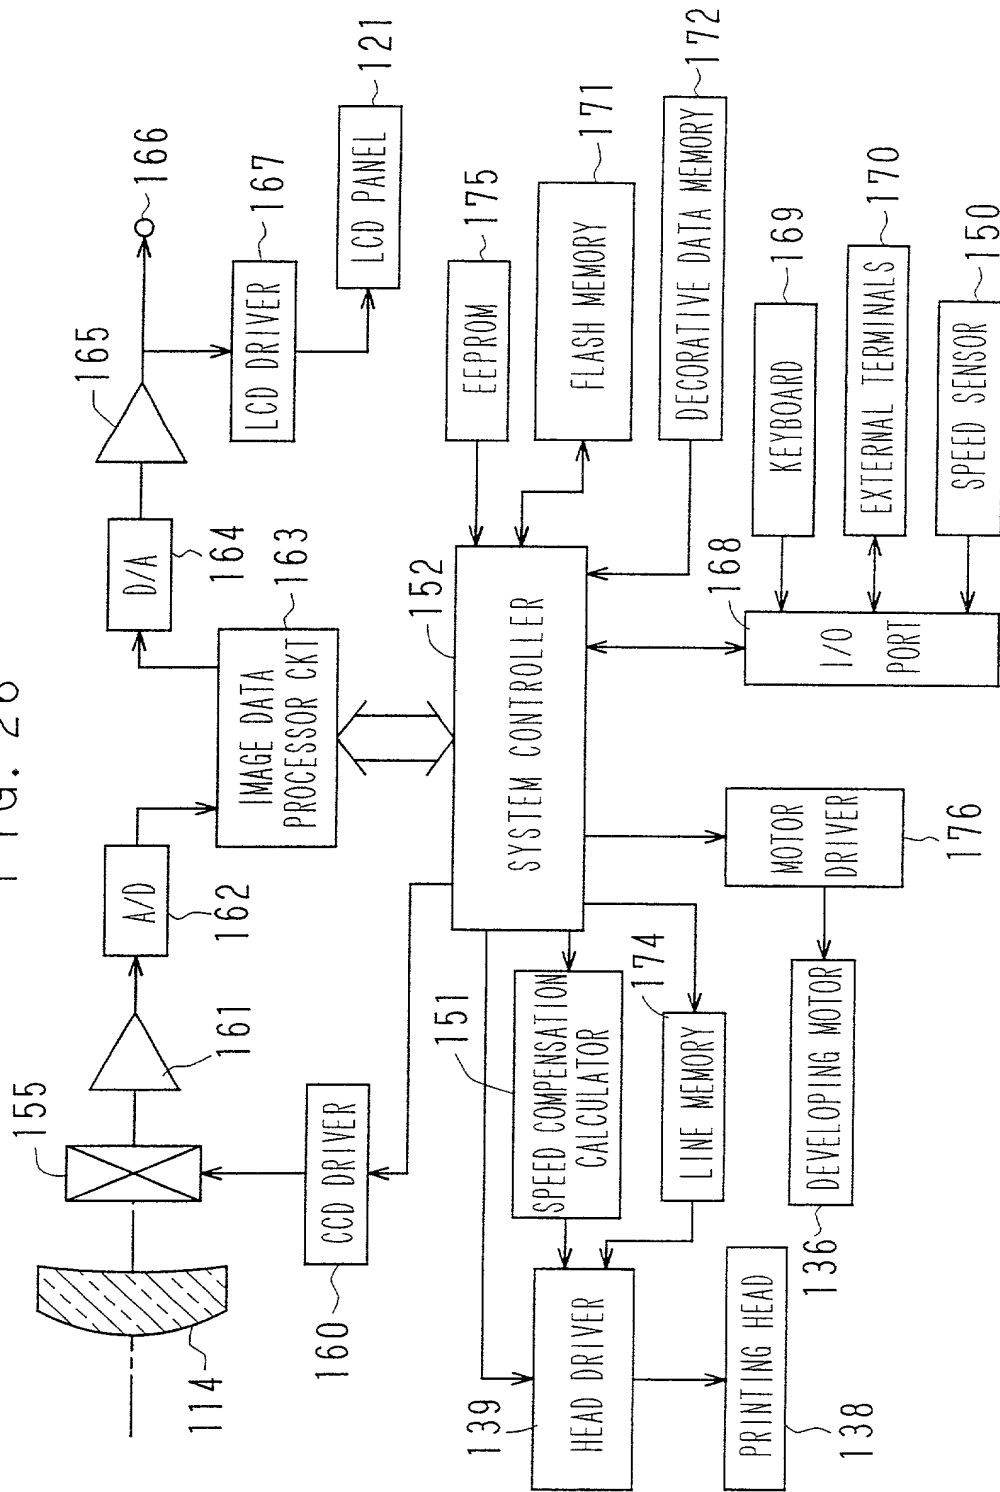 FIG. 28
155
161
A/D
162
IMAGE DATA
PROCESSOR CKT
163
D/A
164
165
166
LCD DRIVER
167
LCD PANEL
121
114
CCD DRIVER
160
SYSTEM CONTROLLER
152
EEPROM
175
FLASH MEMORY
171
DECORATIVE DATA MEMORY
172
151
SPEED COMPENSATION
CALCULATOR
174
LINE MEMORY
139
HEAD DRIVER
PRINTING HEAD
138
MOTOR
DRIVER
176
DEVELOPING MOTOR
136
168
I/O
PORT
KEYBOARD
169
EXTERNAL TERMINALS
170
SPEED SENSOR
150